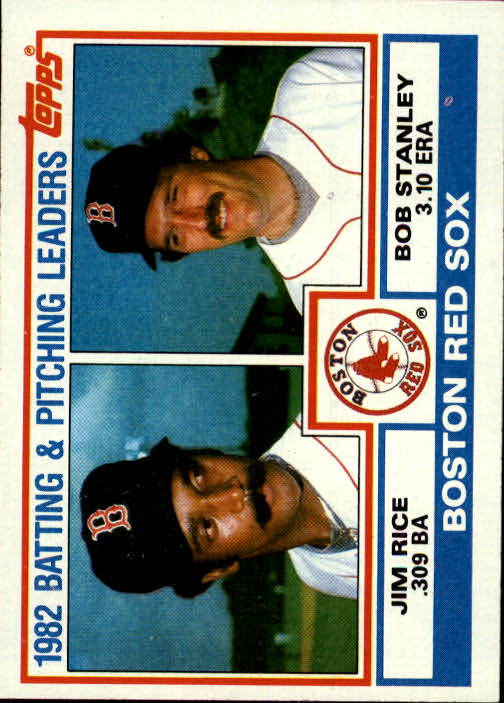 Topps®
1982 BATTING & PITCHING LEADERS
B
B
BOSTON
RED SOX
®
JIM RICE
.309 BA
BOB STANLEY
3.10 ERA
BOSTON RED SOX